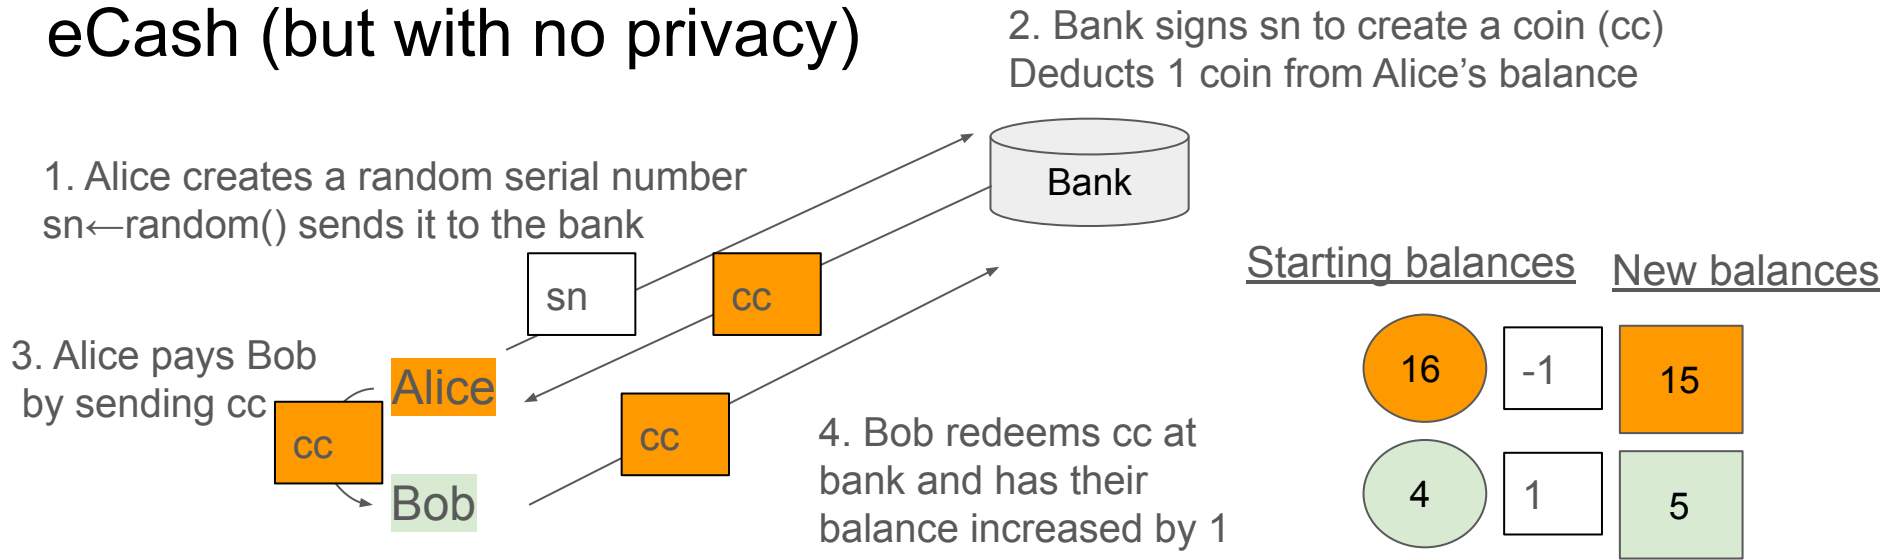 eCash (but with no privacy)
2. Bank signs sn to create a coin (cc)
Deducts 1 coin from Alice’s balance
1. Alice creates a random serial number
sn←random() sends it to the bank
Bank
sn
cc
3. Alice pays Bob
by sending cc
Alice
cc
Bob
cc
4. Bob redeems cc at
bank and has their
balance increased by 1
Starting balances
New balances
16
-1
15
4
1
5